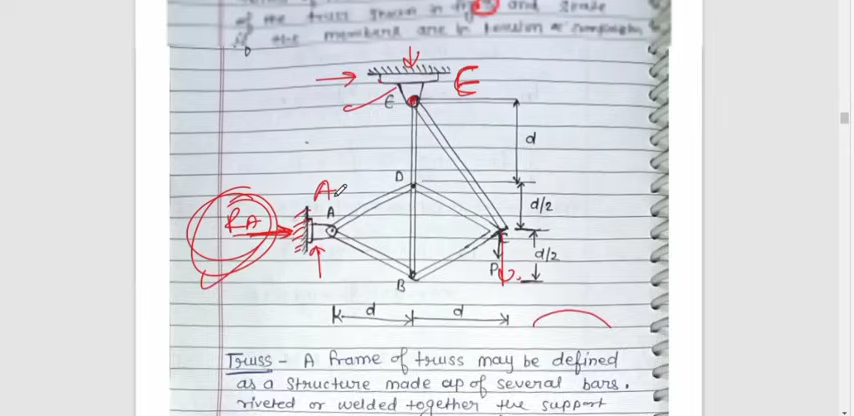 of the truss shown in fig and state
if the members are in tension or compression
E
E
d
D
d/2
A
A
RA
C
d/2
P
B
d
d
Truss - A frame of truss may be defined
as a structure made up of several bars,
riveted or welded together the support